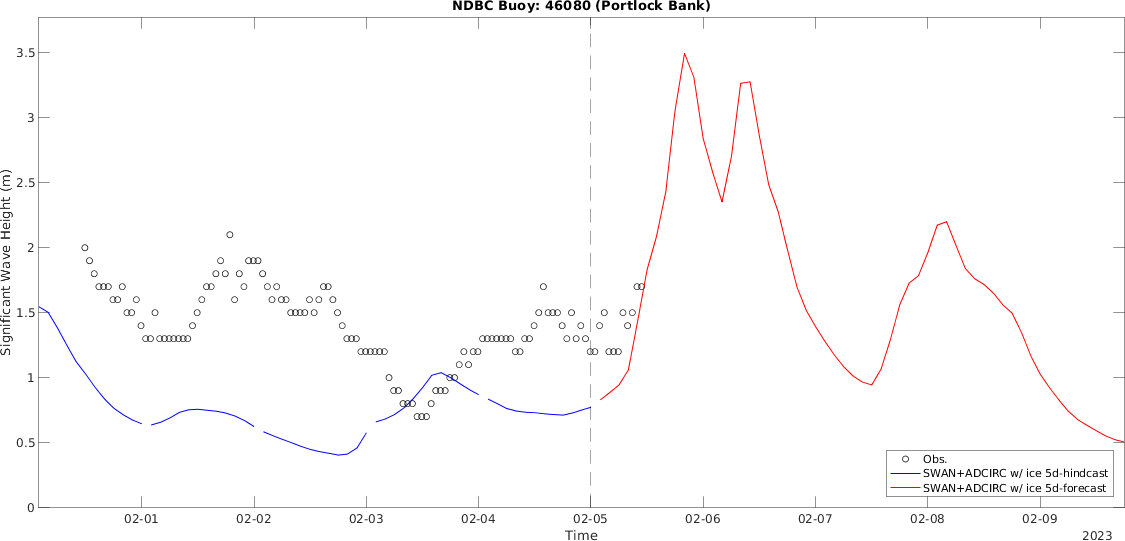 NDBC Buoy: 46080 (Portlock Bank)
3.5
3
2.5
2
1.5
1
0.5
0
Significant Wave Height (m)
Obs.
SWAN+ADCIRC w/ ice 5d-hindcast
SWAN+ADCIRC w/ ice 5d-forecast
02-01 02-02 02-03 02-04 02-05 02-06 02-07 02-08 02-09
Time
2023